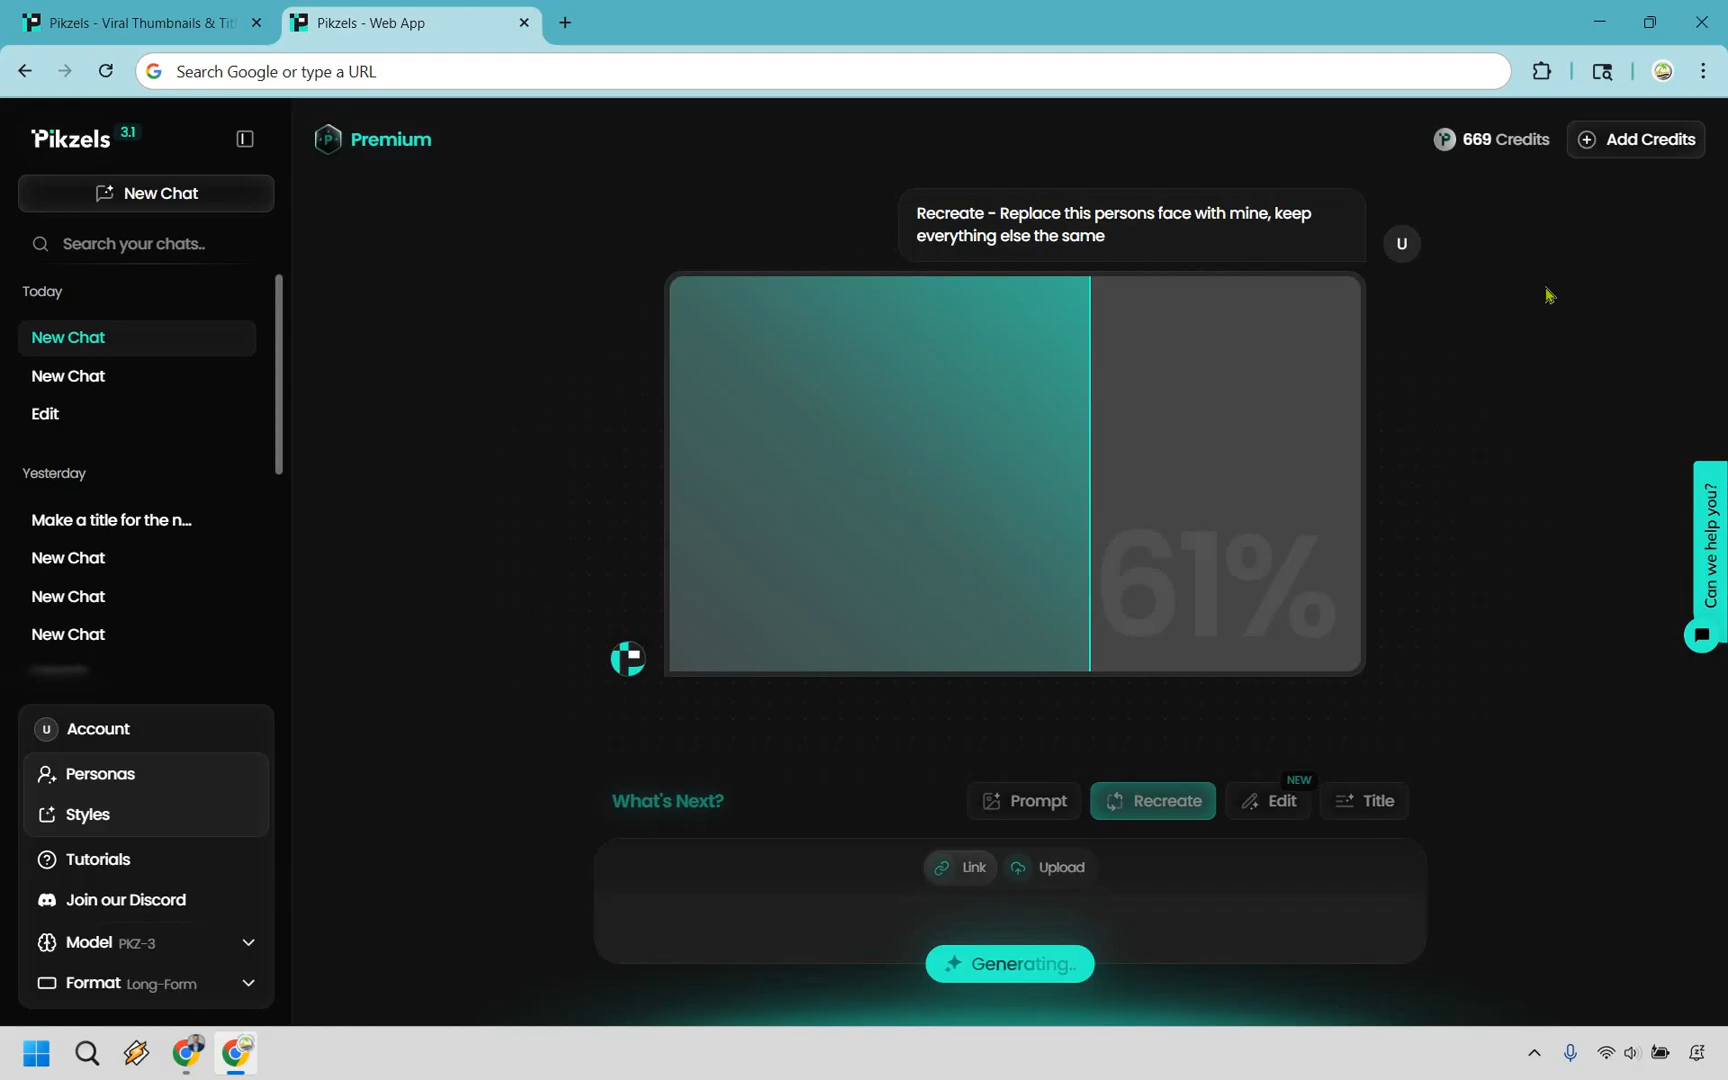 Pikzels - Viral Thumbnails & Tit
Pikzels - Web App
Search Google or type a URL
Pikzels 3.1
Premium
669 Credits
Add Credits
New Chat
Search your chats..
Today
New Chat
New Chat
Edit
Yesterday
Make a title for the n...
New Chat
New Chat
New Chat
U Account
Personas
Styles
Tutorials
Join our Discord
Model PKZ-3
Format Long-Form
Recreate - Replace this persons face with mine, keep
everything else the same
U
61%
What's Next?
Prompt
Recreate
NEW
Edit
Title
Link
Upload
Generating..
Can we help you?